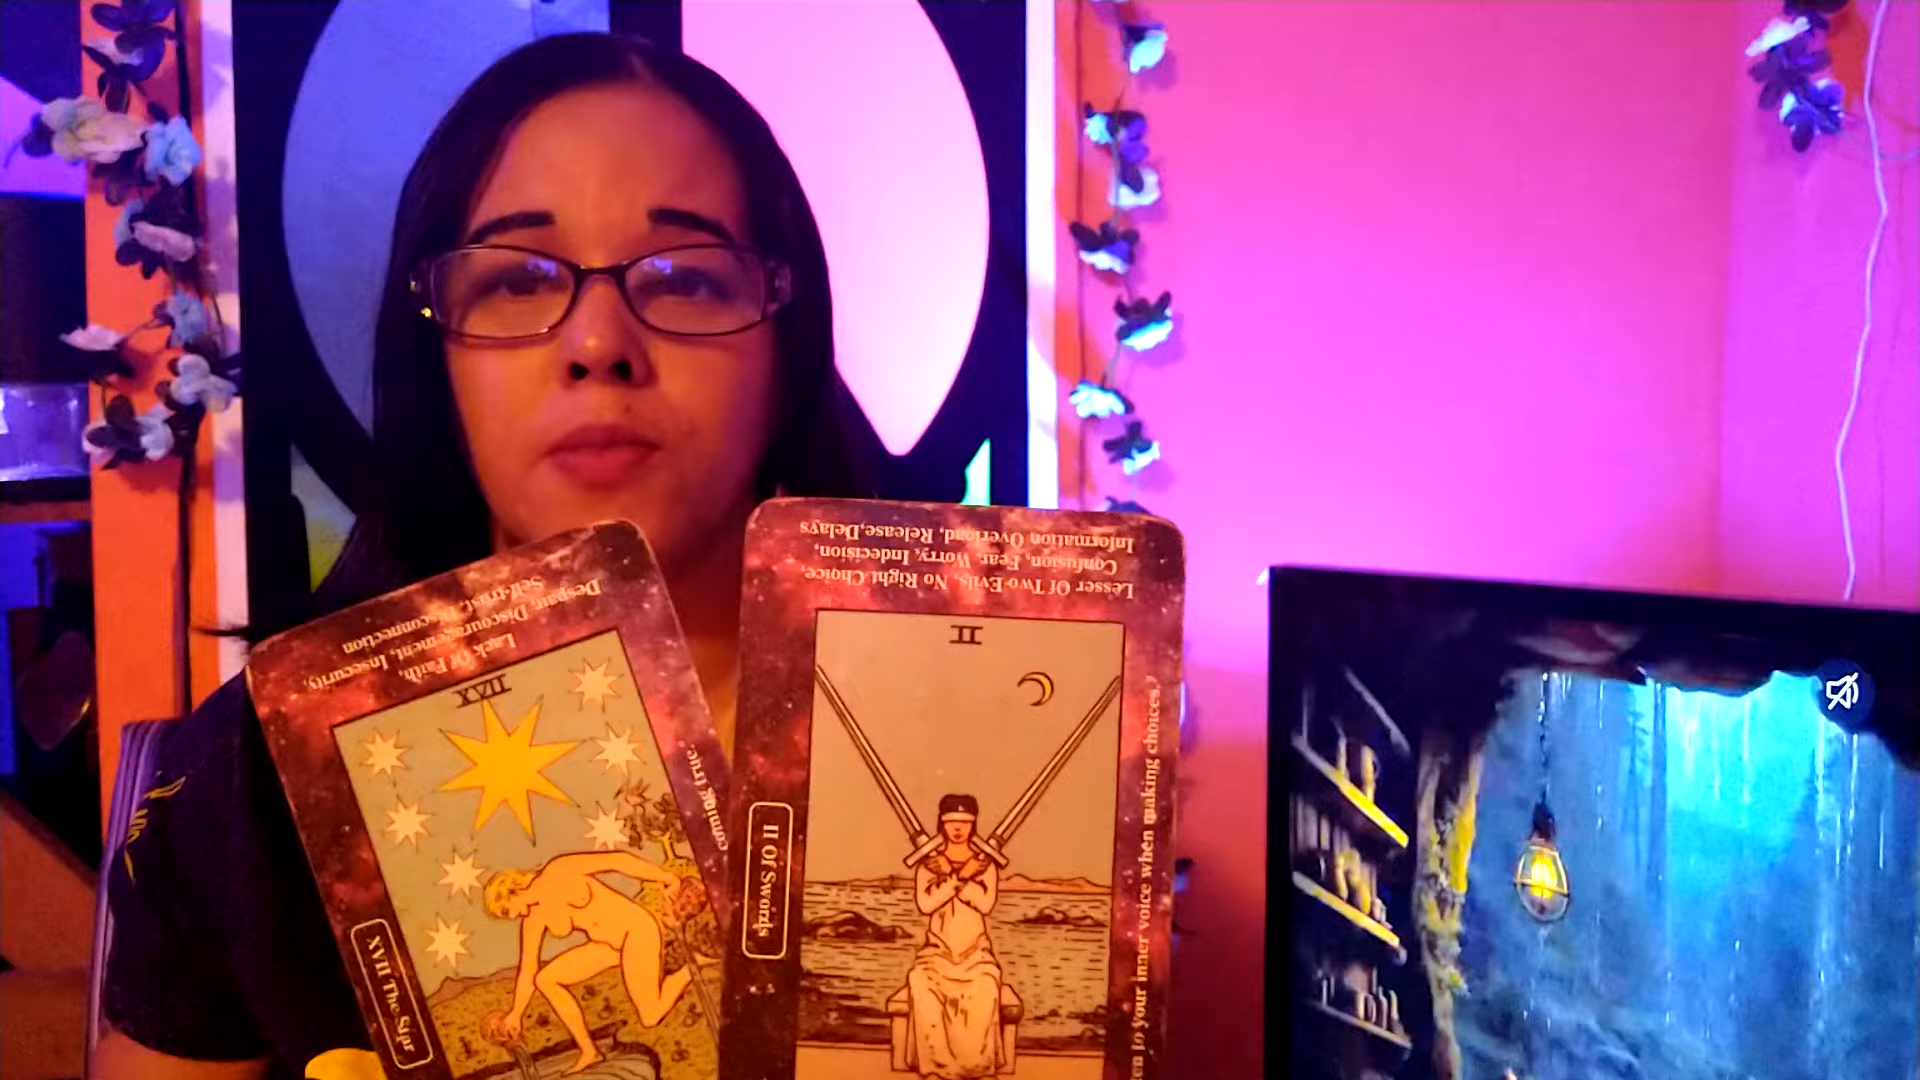 Despair, Discouragement, Insecurity,
Self-trust, Disconnection
Lack Of Faith,
XVII
XVII The Star
coming true.
Lesser Of Two Evils, No Right Choice,
Confusion, Fear, Worry, Indecision,
Information Overload, Release,Delays
II
II Of Swords
to your inner voice when making choices.